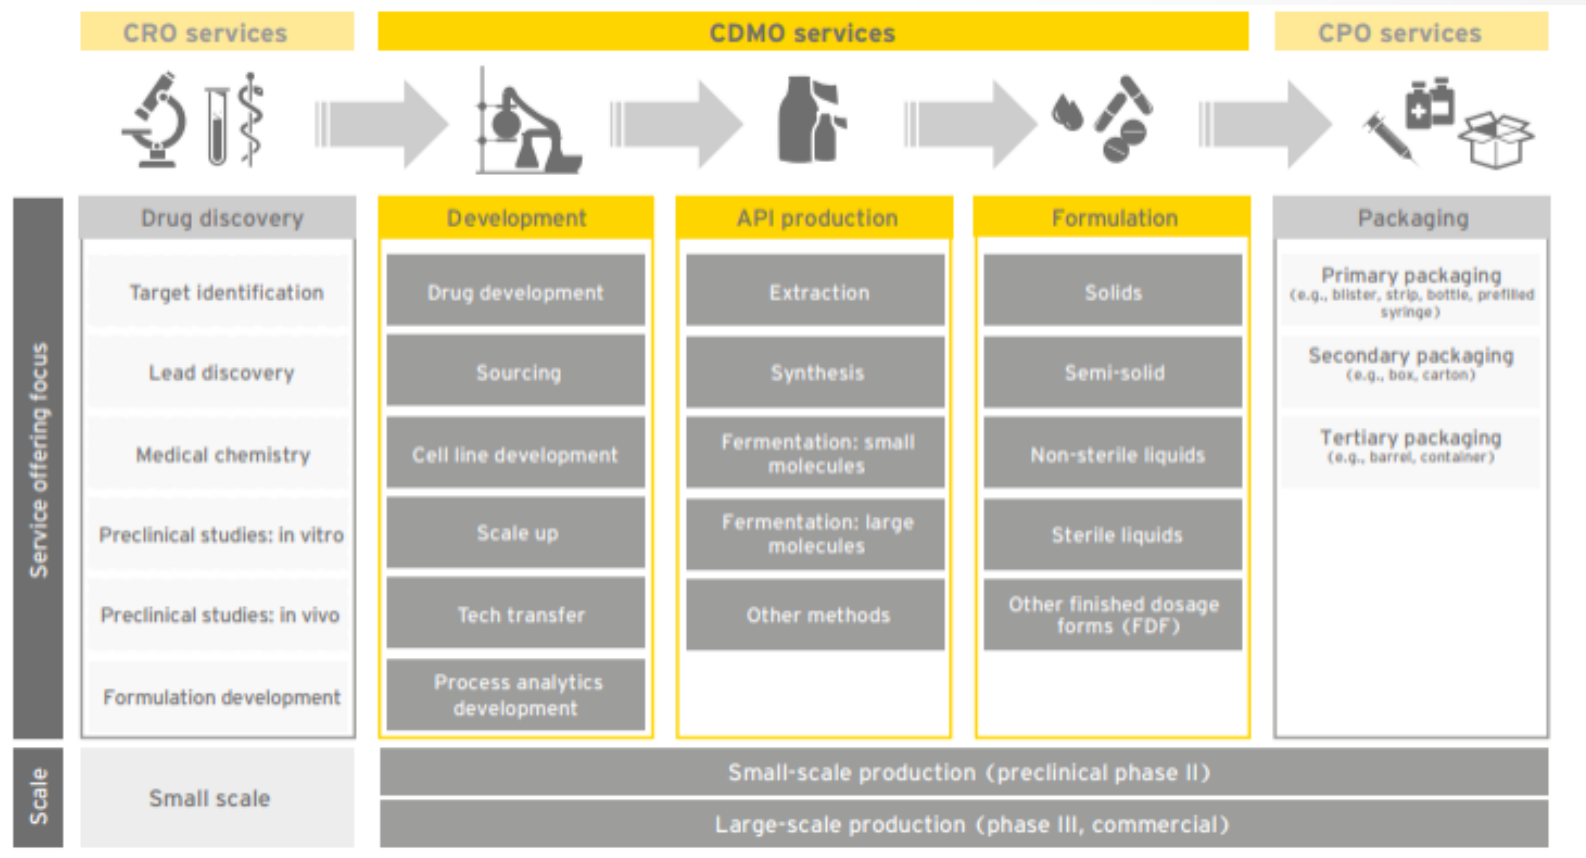 CRO services
CDMO services
CPO services
Service offering focus
Drug discovery
Target identification
Lead discovery
Medical chemistry
Preclinical studies: in vitro
Preclinical studies: in vivo
Formulation development
Development
Drug development
Sourcing
Cell line development
Scale up
Tech transfer
Process analytics
development
API production
Extraction
Synthesis
Fermentation: small
molecules
Fermentation: large
molecules
Other methods
Formulation
Solids
Semi-solid
Non-sterile liquids
Sterile liquids
Other finished dosage
forms (FDF)
Packaging
Primary packaging
(e.g., blister, strip, bottle, prefilled
syringe)
Secondary packaging
(e.g., box, carton)
Tertiary packaging
(e.g., barrel, container)
Scale
Small scale
Small-scale production (preclinical phase II)
Large-scale production (phase III, commercial)